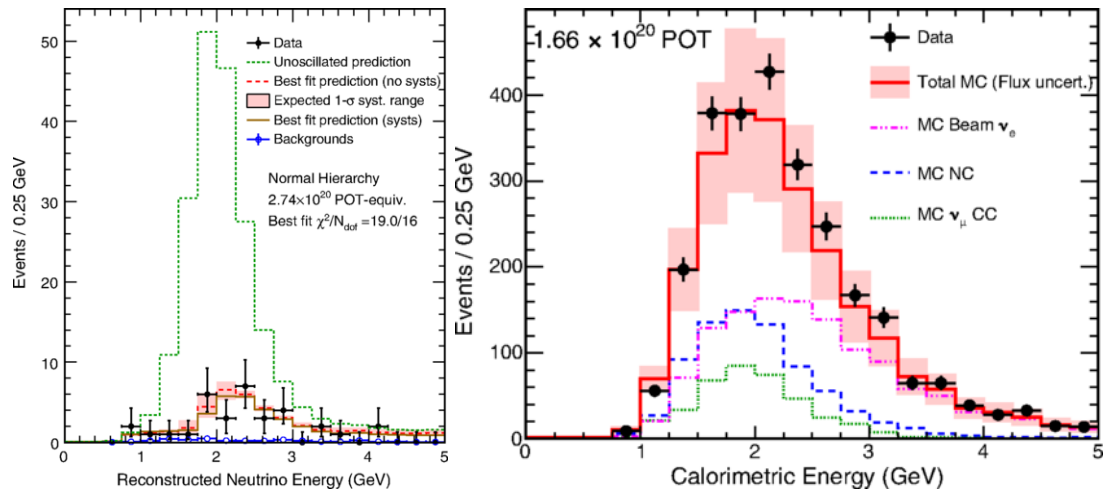 50
40
30
20
10
0
Events / 0.25 GeV
Data
Unoscillated prediction
Best fit prediction (no systs)
Expected 1-σ syst. range
Best fit prediction (systs)
Backgrounds
Normal Hierarchy
2.74×10²⁰ POT-equiv.
Best fit χ²/N_dof =19.0/16
0 1 2 3 4 5
Reconstructed Neutrino Energy (GeV)
1.66 × 10²⁰ POT
400
300
200
100
0
Events / 0.25 GeV
Data
Total MC (Flux uncert.)
MC Beam ν_e
MC NC
MC ν_μ CC
0 1 2 3 4 5
Calorimetric Energy (GeV)